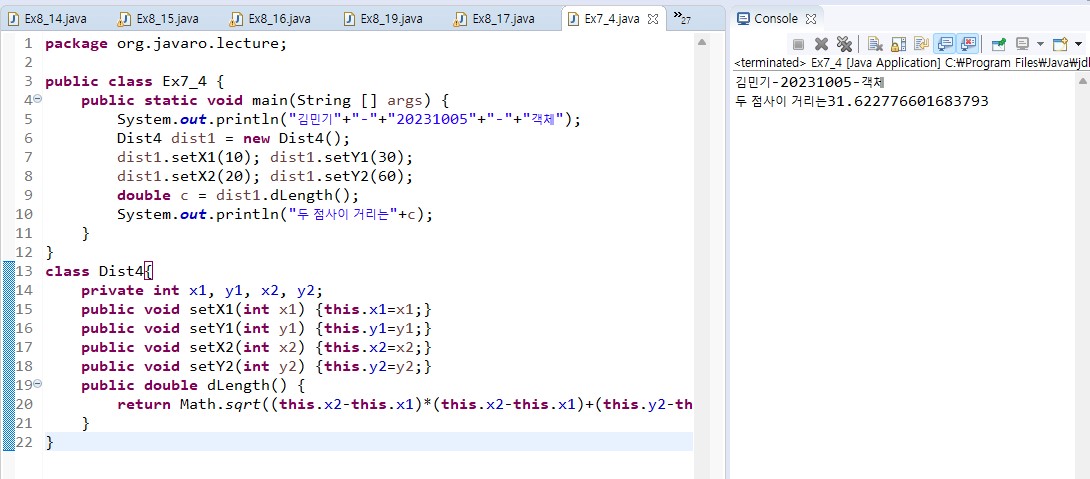 Ex8_14.java
Ex8_15.java
Ex8_16.java
Ex8_19.java
Ex8_17.java
Ex7_4.java
»27
1 package org.javaro.lecture;
2
3 public class Ex7_4 {
4 public static void main(String [] args) {
5 System.out.println("김민기"+"-"+"20231005"+"-"+"객체");
6 Dist4 dist1 = new Dist4();
7 dist1.setX1(10); dist1.setY1(30);
8 dist1.setX2(20); dist1.setY2(60);
9 double c = dist1.dLength();
10 System.out.println("두 점사이 거리는"+c);
11 }
12 }
13 class Dist4{
14 private int x1, y1, x2, y2;
15 public void setX1(int x1) {this.x1=x1;}
16 public void setY1(int y1) {this.y1=y1;}
17 public void setX2(int x2) {this.x2=x2;}
18 public void setY2(int y2) {this.y2=y2;}
19 public double dLength() {
20 return Math.sqrt((this.x2-this.x1)*(this.x2-this.x1)+(this.y2-th
21 }
22 }
Console
<terminated> Ex7_4 [Java Application] C:₩Program Files₩Java₩jdl
김민기-20231005-객체
두 점사이 거리는31.622776601683793